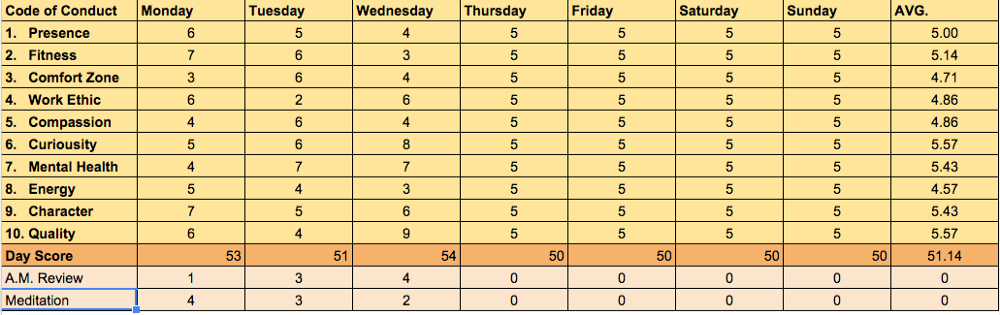 Code of Conduct Monday Tuesday Wednesday Thursday Friday Saturday Sunday AVG.
1. Presence 6 5 4 5 5 5 5 5.00
2. Fitness 7 6 3 5 5 5 5 5.14
3. Comfort Zone 3 6 4 5 5 5 5 4.71
4. Work Ethic 6 2 6 5 5 5 5 4.86
5. Compassion 4 6 4 5 5 5 5 4.86
6. Curiousity 5 6 8 5 5 5 5 5.57
7. Mental Health 4 7 7 5 5 5 5 5.43
8. Energy 5 4 3 5 5 5 5 4.57
9. Character 7 5 6 5 5 5 5 5.43
10. Quality 6 4 9 5 5 5 5 5.57
Day Score 53 51 54 50 50 50 50 51.14
A.M. Review 1 3 4 0 0 0 0 0
Meditation 4 3 2 0 0 0 0 0